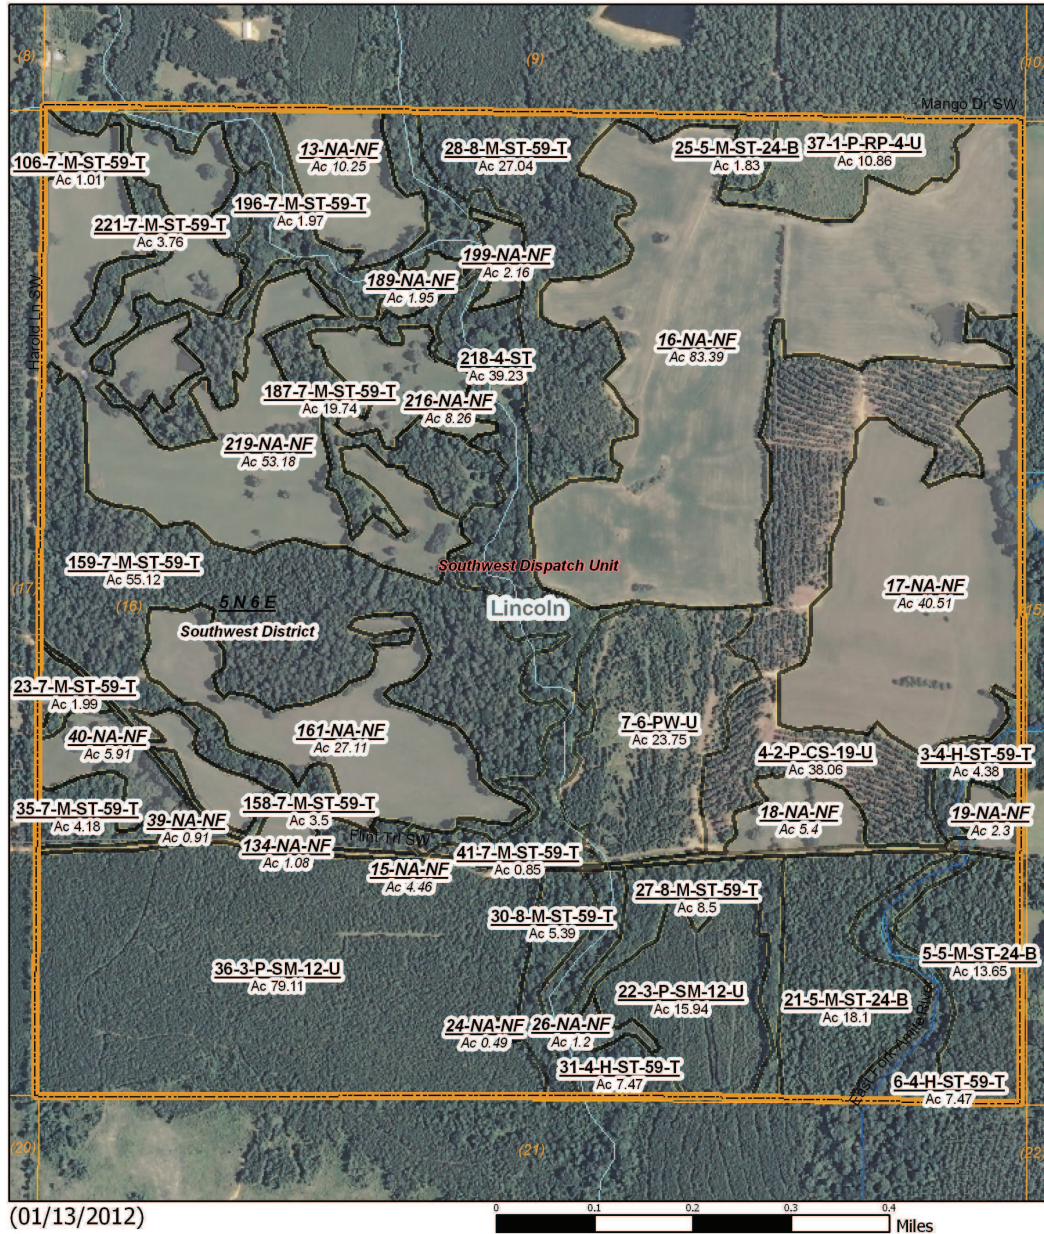 (8)
(9)
(10)
Mango Dr SW
106-7-M-ST-59-T
Ac 1.01
13-NA-NF
Ac 10.25
28-8-M-ST-59-T
Ac 27.04
25-5-M-ST-24-B
Ac 1.83
37-1-P-RP-4-U
Ac 10.86
196-7-M-ST-59-T
Ac 1.97
221-7-M-ST-59-T
Ac 3.76
199-NA-NF
Ac 2.16
189-NA-NF
Ac 1.95
Harold Ln SW
16-NA-NF
Ac 83.39
218-4-ST
Ac 39.23
187-7-M-ST-59-T
Ac 19.74
216-NA-NF
Ac 8.26
219-NA-NF
Ac 53.18
159-7-M-ST-59-T
Ac 55.12
Southwest Dispatch Unit
(17)
(16)
5 N 6 E
Lincoln
17-NA-NF
Ac 40.51
(15)
Southwest District
23-7-M-ST-59-T
Ac 1.99
40-NA-NF
Ac 5.91
161-NA-NF
Ac 27.11
7-6-PW-U
Ac 23.75
4-2-P-CS-19-U
Ac 38.06
3-4-H-ST-59-T
Ac 4.38
35-7-M-ST-59-T
Ac 4.18
39-NA-NF
Ac 0.91
158-7-M-ST-59-T
Ac 3.5
18-NA-NF
Ac 5.4
19-NA-NF
Ac 2.3
Flint Trl SW
134-NA-NF
Ac 1.08
15-NA-NF
Ac 4.46
41-7-M-ST-59-T
Ac 0.85
27-8-M-ST-59-T
Ac 8.5
30-8-M-ST-59-T
Ac 5.39
36-3-P-SM-12-U
Ac 79.11
22-3-P-SM-12-U
Ac 15.94
21-5-M-ST-24-B
Ac 18.1
5-5-M-ST-24-B
Ac 13.65
24-NA-NF
Ac 0.49
26-NA-NF
Ac 1.2
31-4-H-ST-59-T
Ac 7.47
6-4-H-ST-59-T
Ac 7.47
East Fork Amite River
(20)
(21)
(22)
(01/13/2012)
0 0.1 0.2 0.3 0.4
Miles